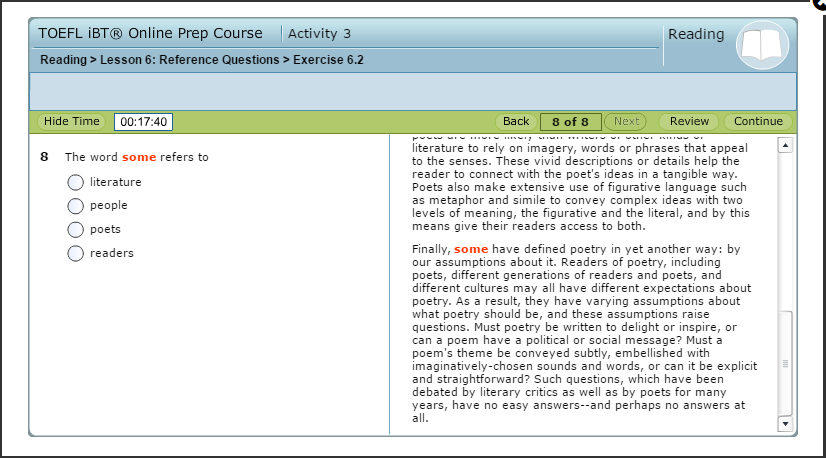 TOEFL iBT® Online Prep Course
Activity 3
Reading
Reading > Lesson 6: Reference Questions > Exercise 6.2
Hide Time
00:17:40
Back
8 of 8
Next
Review
Continue
8 The word some refers to
literature
people
poets
readers
poets are more likely than writers of other kinds of
literature to rely on imagery, words or phrases that appeal
to the senses. These vivid descriptions or details help the
reader to connect with the poet's ideas in a tangible way.
Poets also make extensive use of figurative language such
as metaphor and simile to convey complex ideas with two
levels of meaning, the figurative and the literal, and by this
means give their readers access to both.
Finally, some have defined poetry in yet another way: by
our assumptions about it. Readers of poetry, including
poets, different generations of readers and poets, and
different cultures may all have different expectations about
poetry. As a result, they have varying assumptions about
what poetry should be, and these assumptions raise
questions. Must poetry be written to delight or inspire, or
can a poem have a political or social message? Must a
poem's theme be conveyed subtly, embellished with
imaginatively-chosen sounds and words, or can it be explicit
and straightforward? Such questions, which have been
debated by literary critics as well as by poets for many
years, have no easy answers--and perhaps no answers at
all.